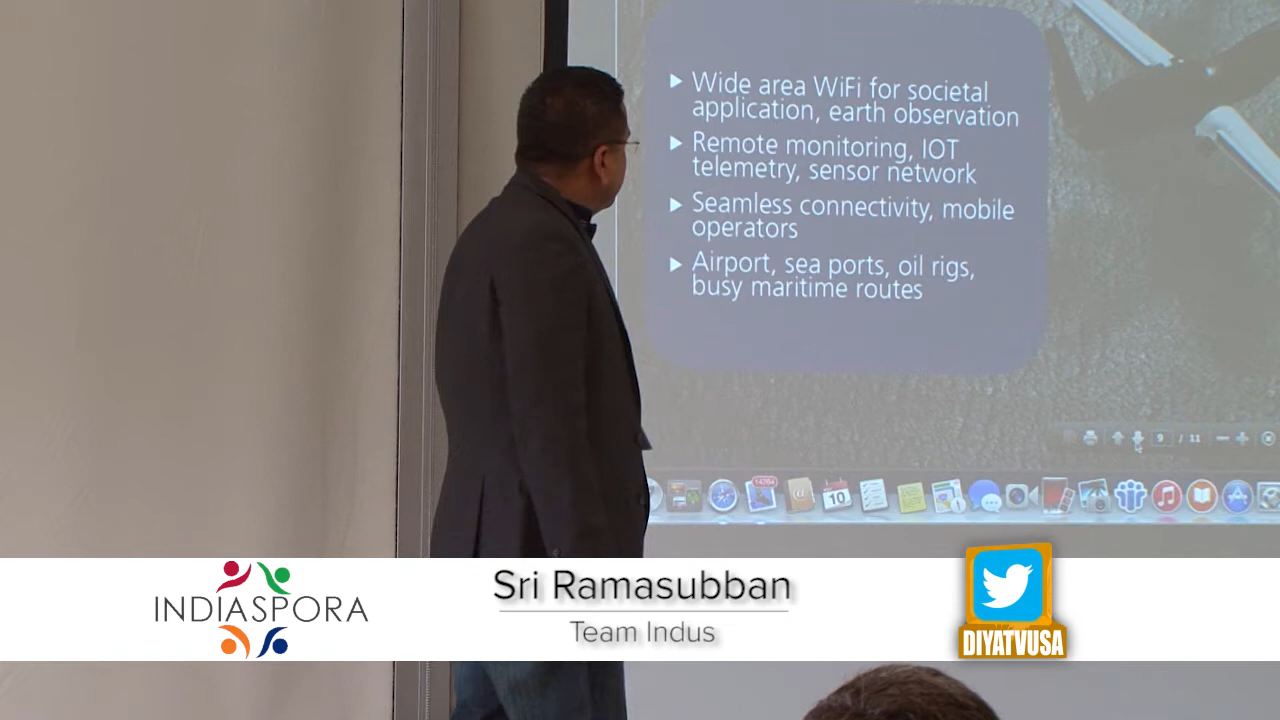 ▶ Wide area WiFi for societal
application, earth observation
▶ Remote monitoring, IOT
telemetry, sensor network
▶ Seamless connectivity, mobile
operators
▶ Airport, sea ports, oil rigs,
busy maritime routes
9 / 11
10
INDIASPORA
Sri Ramasubban
Team Indus
DIYATVUSA